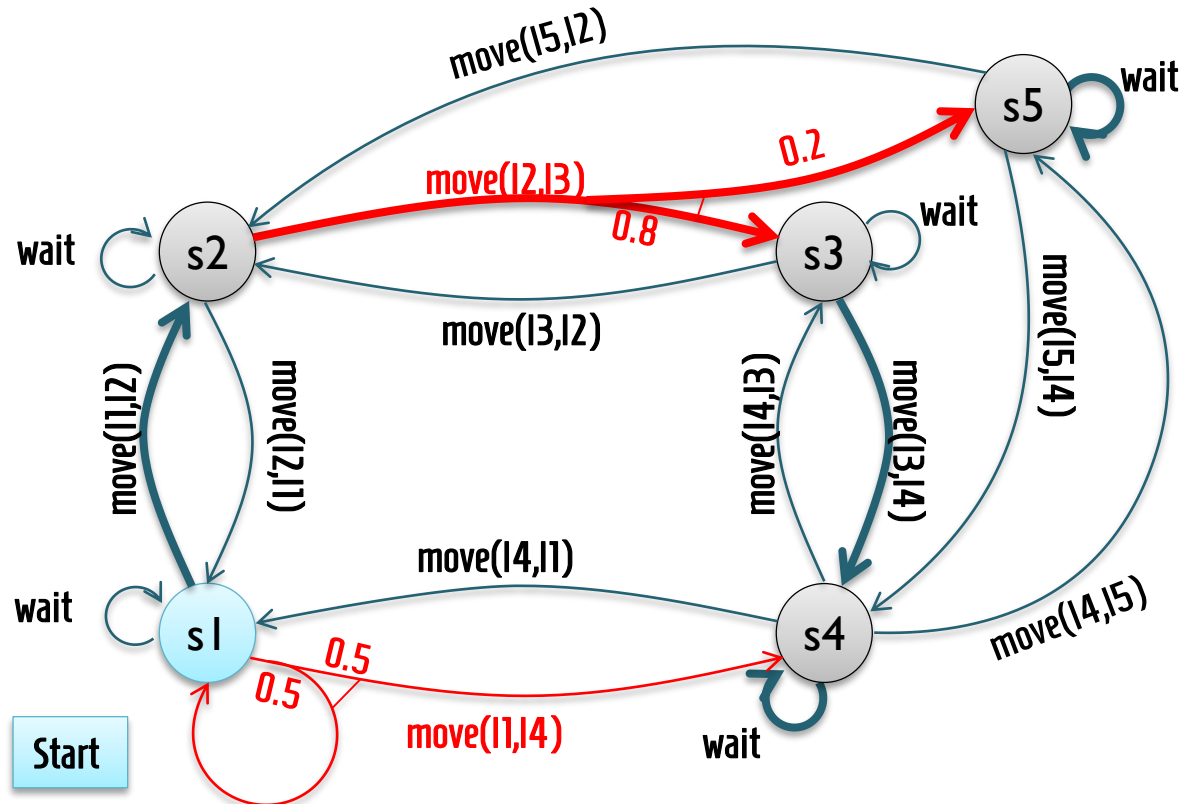 move(l5,l2)
wait
s5
0.2
move(l2,l3)
0.8
wait
wait
s2
s3
move(l3,l2)
move(l5,l4)
move(l1,l2)
move(l2,l1)
move(l4,l3)
move(l3,l4)
move(l4,l1)
wait
s1
s4
move(l4,l5)
0.5
0.5
move(l1,l4)
wait
Start